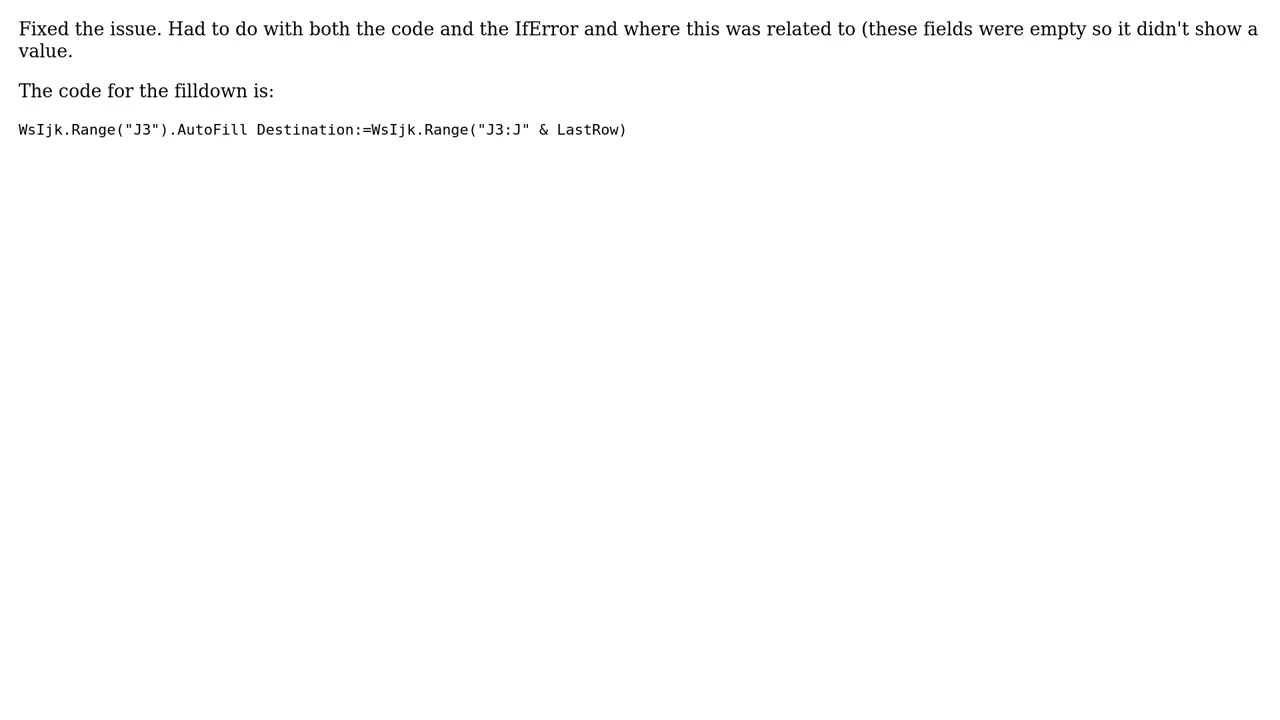 Fixed the issue. Had to do with both the code and the IfError and where this was related to (these fields were empty so it didn't show a
value.
The code for the filldown is:
WsIjk.Range("J3").AutoFill Destination:=WsIjk.Range("J3:J" & LastRow)